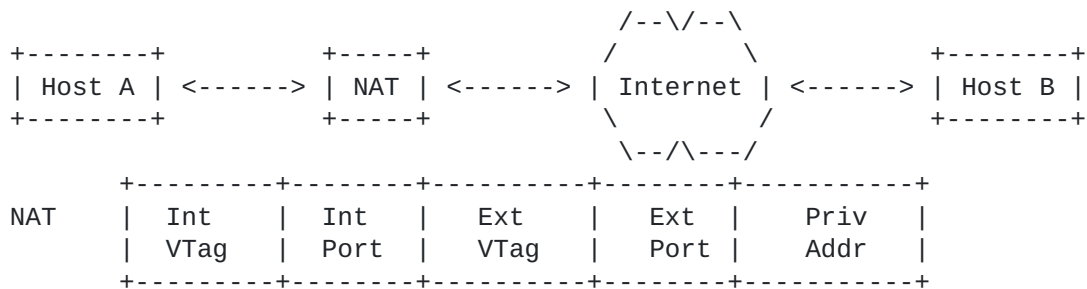 /--\/--\
+--------+          +-----+             /         \            +--------+
| Host A | <------> | NAT | <------> | Internet | <------> | Host B |
+--------+          +-----+             \         /            +--------+
                                          \--/\---/
       +---------+--------+----------+--------+-----------+
NAT    |  Int    |  Int   |   Ext    |   Ext  |    Priv   |
       |  VTag   |  Port  |   VTag   |   Port |    Addr   |
       +---------+--------+----------+--------+-----------+